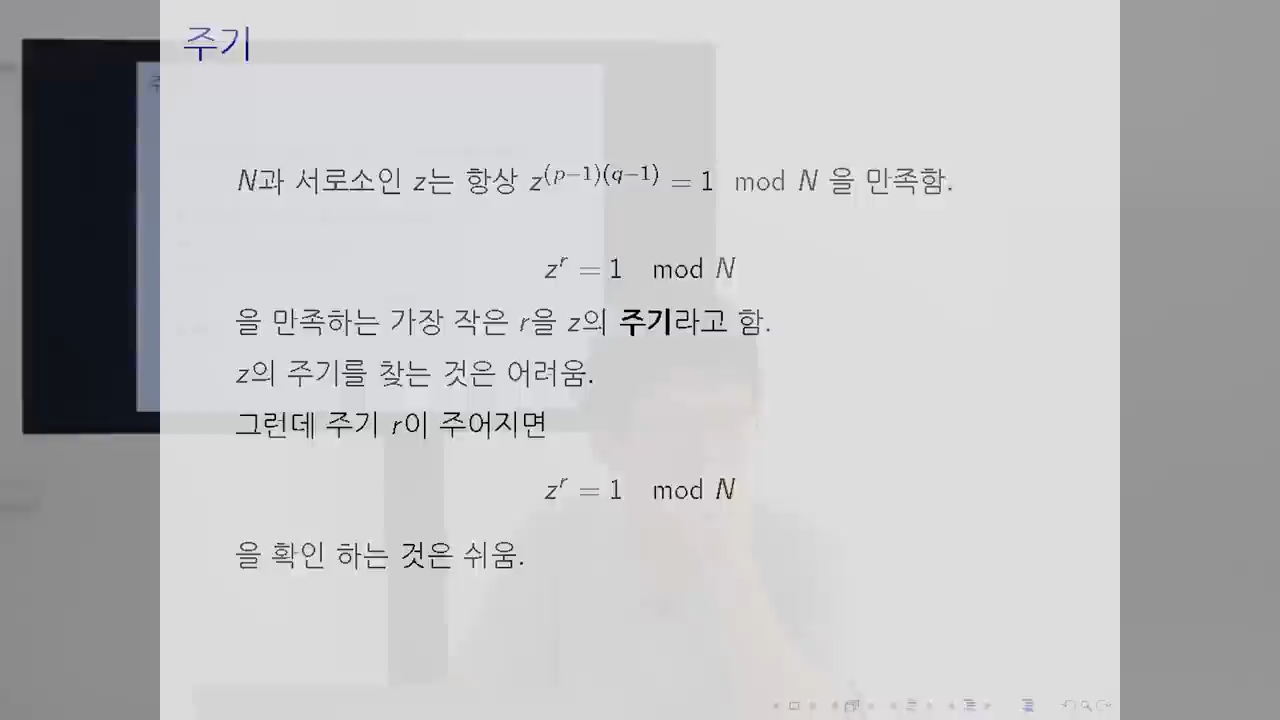 주기
N과 서로소인 z는 항상 z^{(p−1)(q−1)} = 1 mod N 을 만족함.
z^r = 1 mod N
을 만족하는 가장 작은 r을 z의 주기라고 함.
z의 주기를 찾는 것은 어려움.
그런데 주기 r이 주어지면
z^r = 1 mod N
을 확인 하는 것은 쉬움.